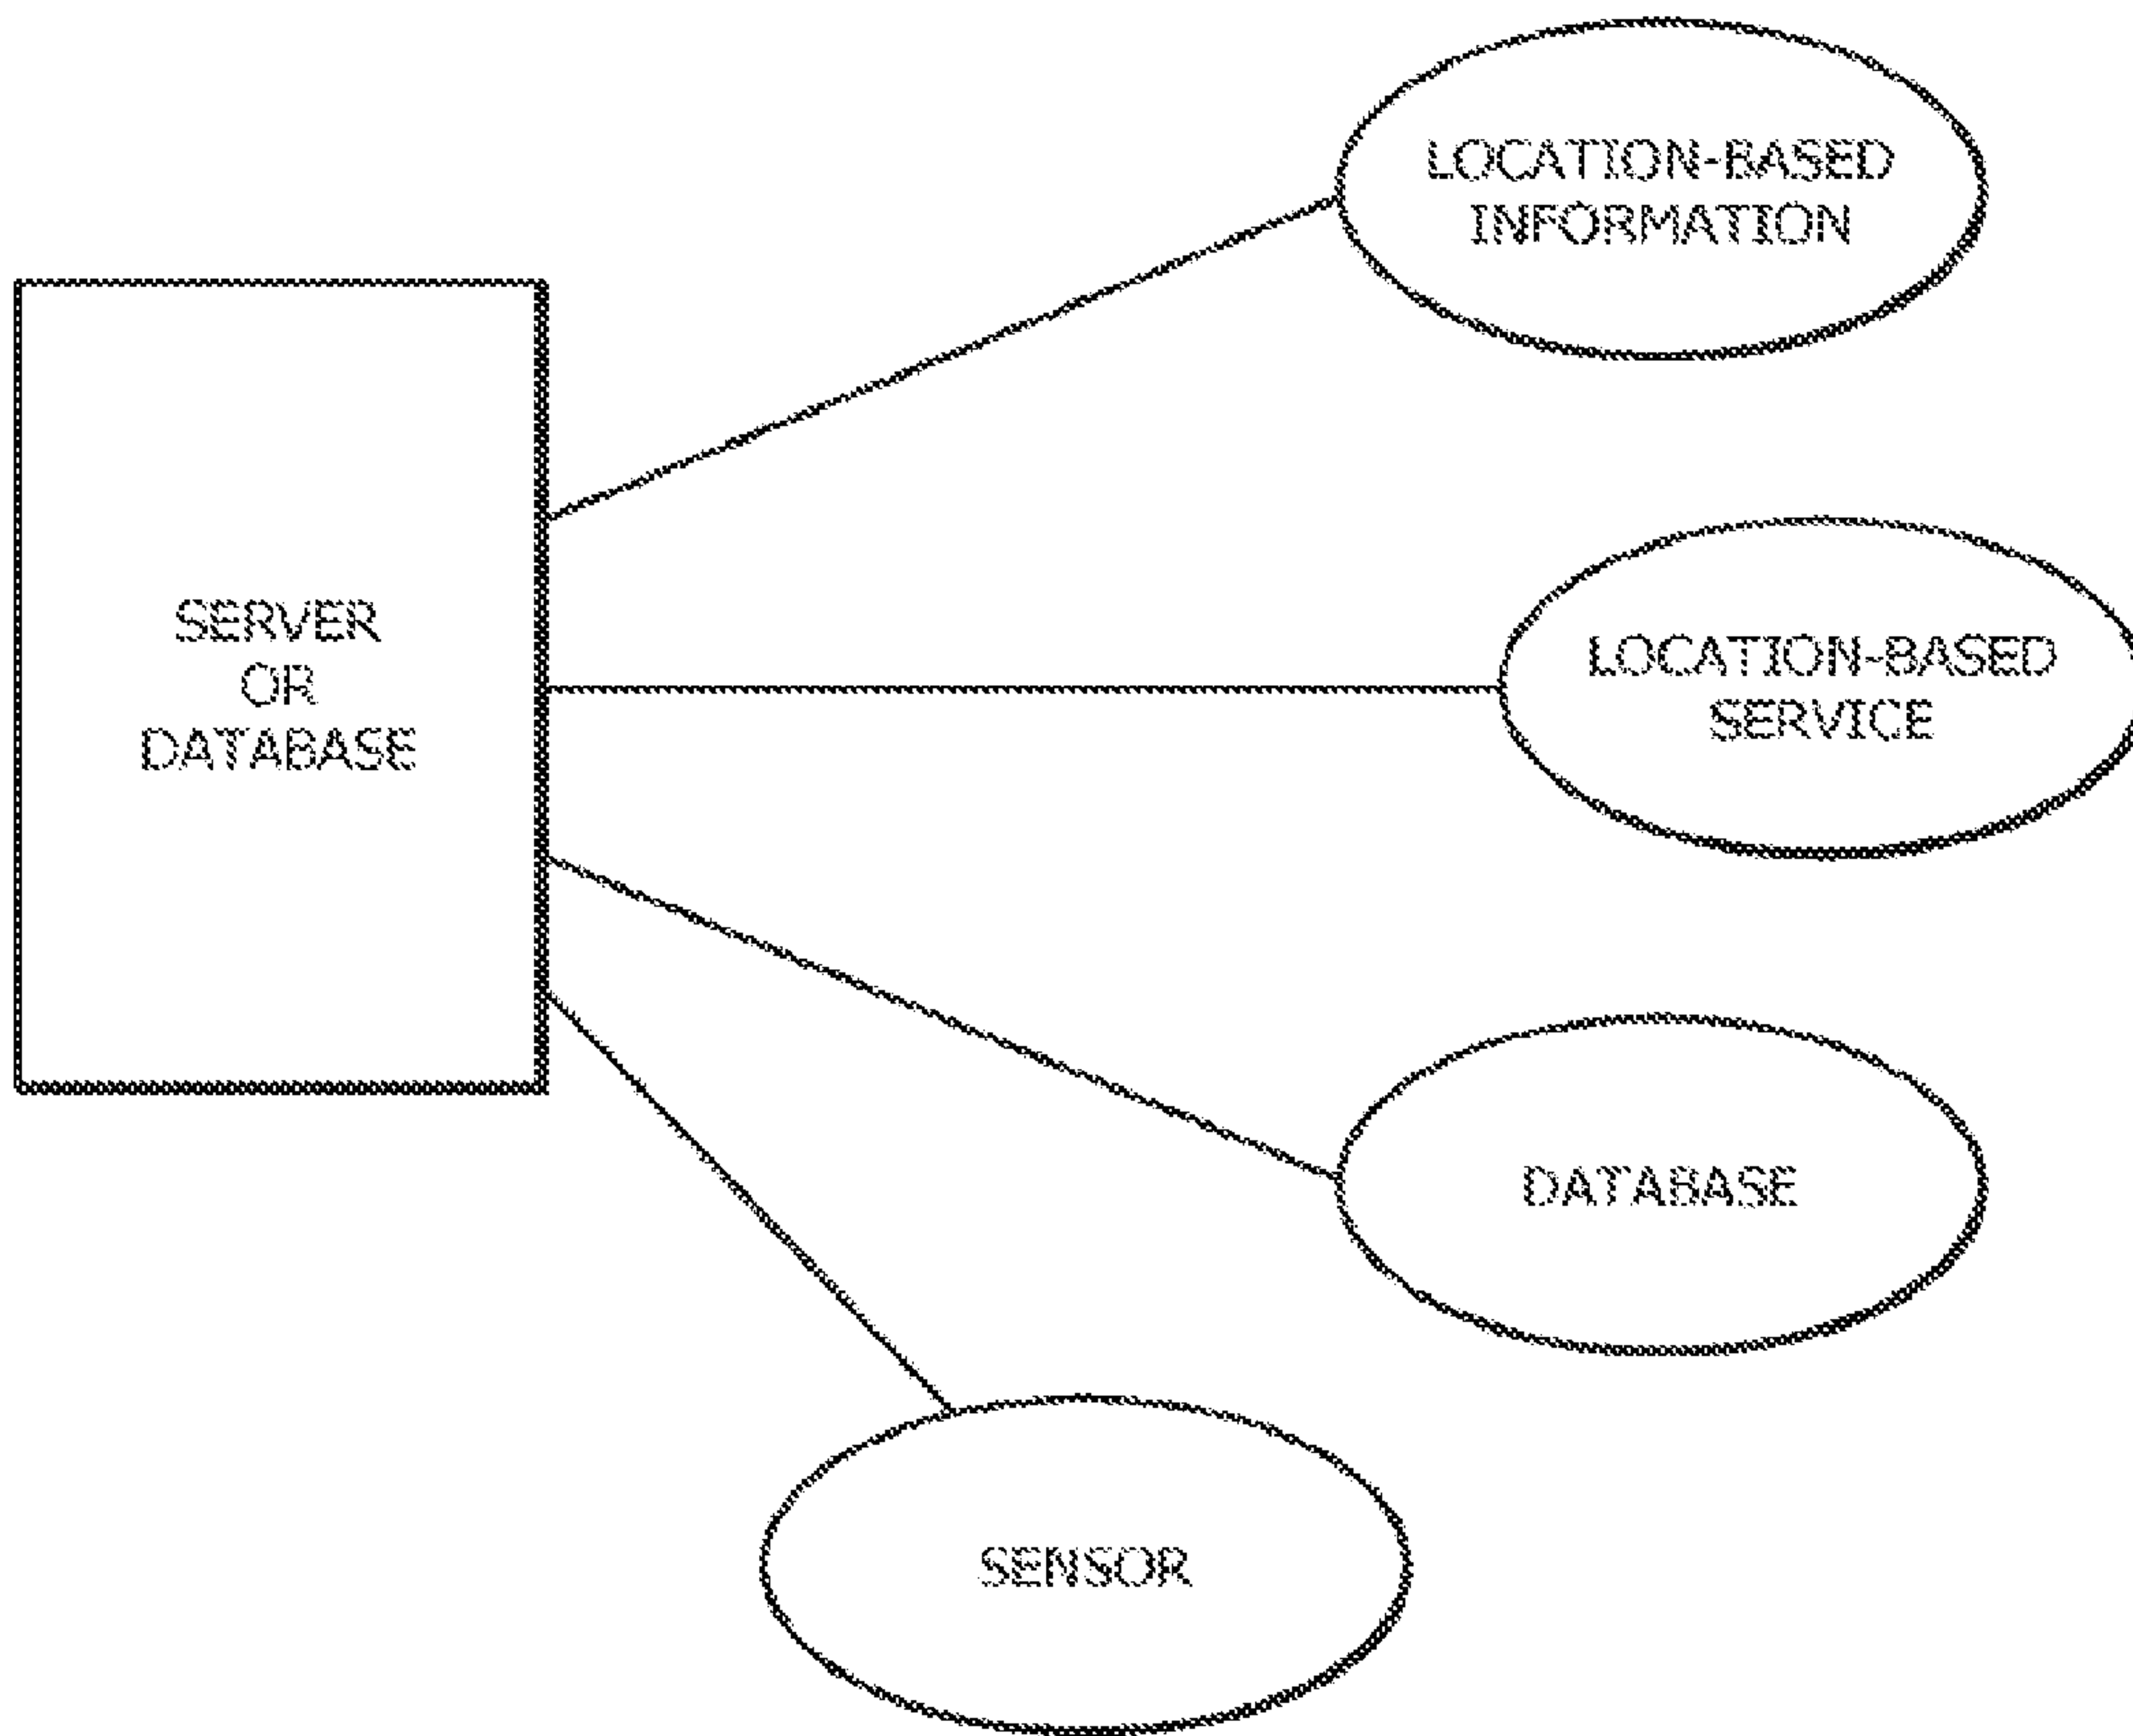 LOCATION-BASED
INFORMATION
SERVER
OR
DATABASE
LOCATION-BASED
SERVICE
DATABASE
SENSOR